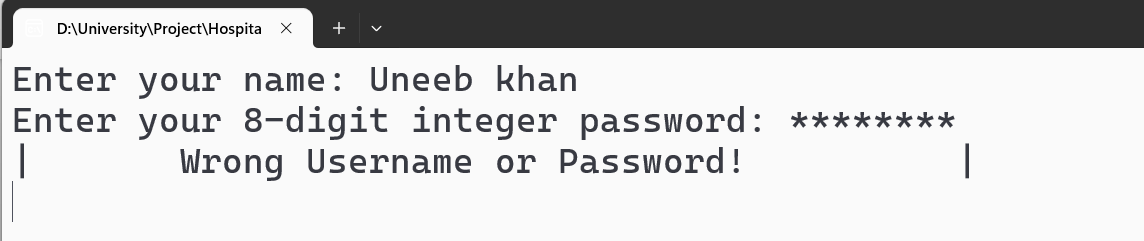 D:\University\Project\Hospita
Enter your name: Uneeb khan
Enter your 8-digit integer password: ********
|       Wrong Username or Password!          |